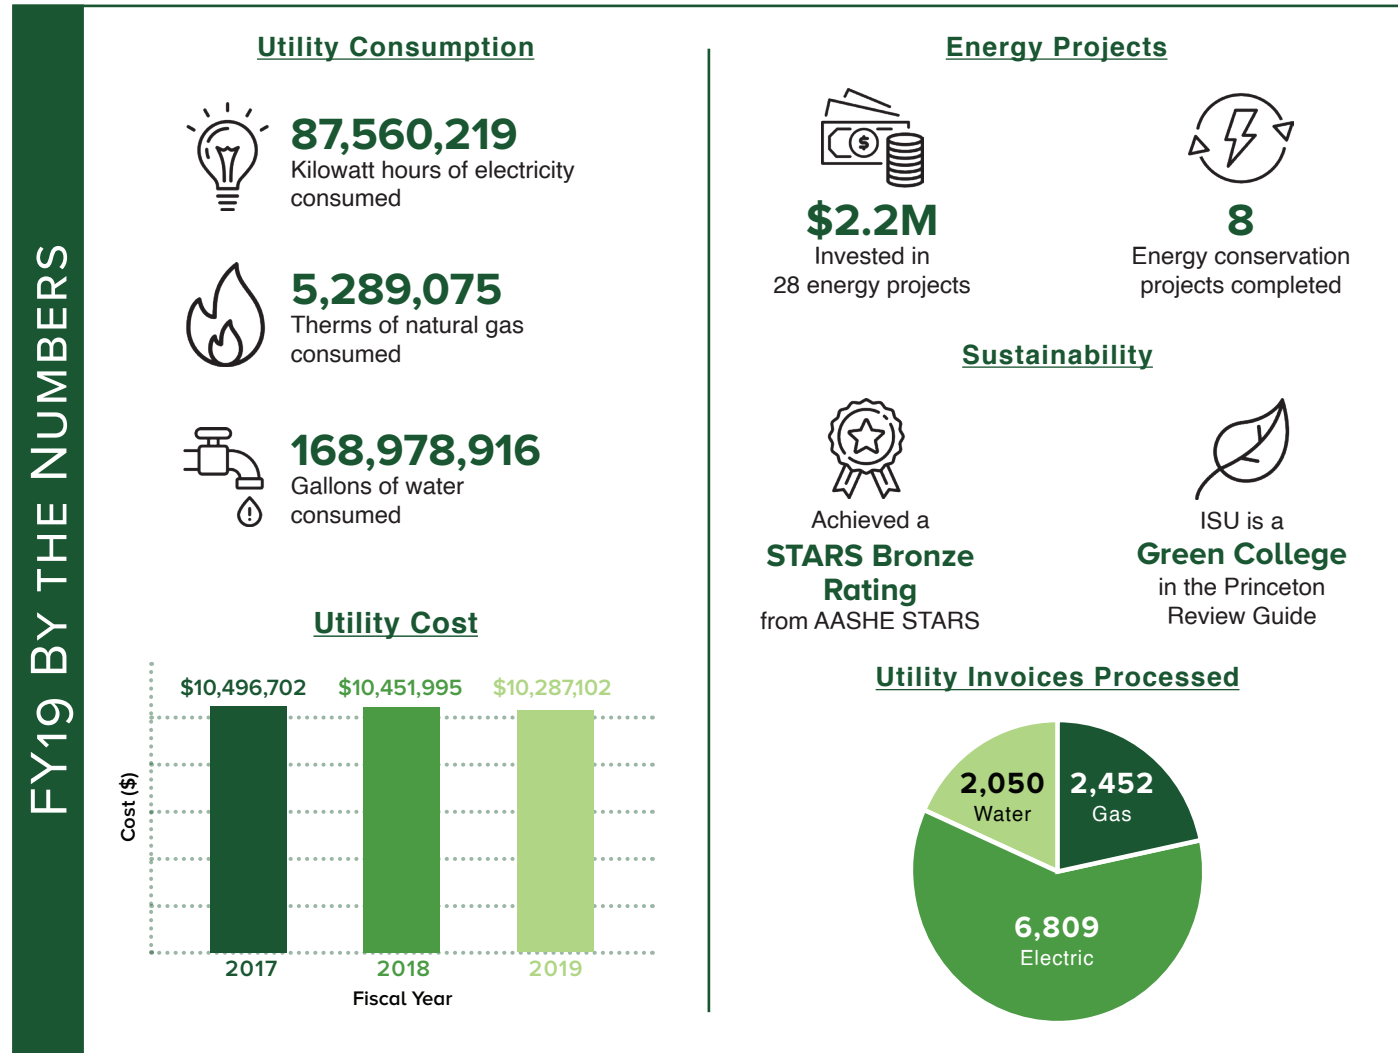 FY19 BY THE NUMBERS
Utility Consumption
87,560,219
Kilowatt hours of electricity
consumed
5,289,075
Therms of natural gas
consumed
168,978,916
Gallons of water
consumed
Utility Cost
$10,496,702 $10,451,995 $10,287,102
Cost ($)
2017 2018 2019
Fiscal Year
Energy Projects
$2.2M
Invested in
28 energy projects
8
Energy conservation
projects completed
Sustainability
Achieved a
STARS Bronze
Rating
from AASHE STARS
ISU is a
Green College
in the Princeton
Review Guide
Utility Invoices Processed
2,050
Water
2,452
Gas
6,809
Electric